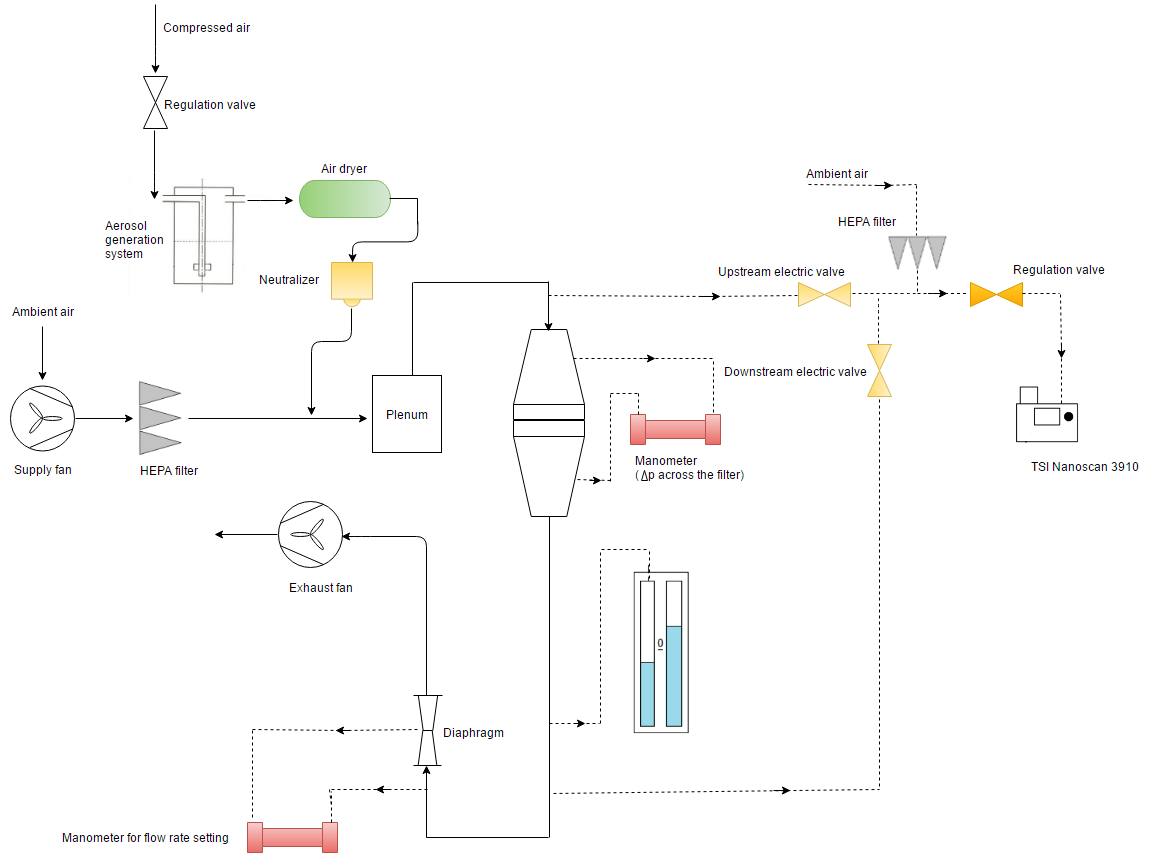 Compressed air
Regulation valve
Air dryer
Ambient air
HEPA filter
Aerosol
generation
system
Neutralizer
Upstream electric valve
Regulation valve
Ambient air
Downstream electric valve
Plenum
Supply fan
HEPA filter
Manometer
( Δp across the filter)
TSI Nanoscan 3910
Exhaust fan
0
Diaphragm
Manometer for flow rate setting